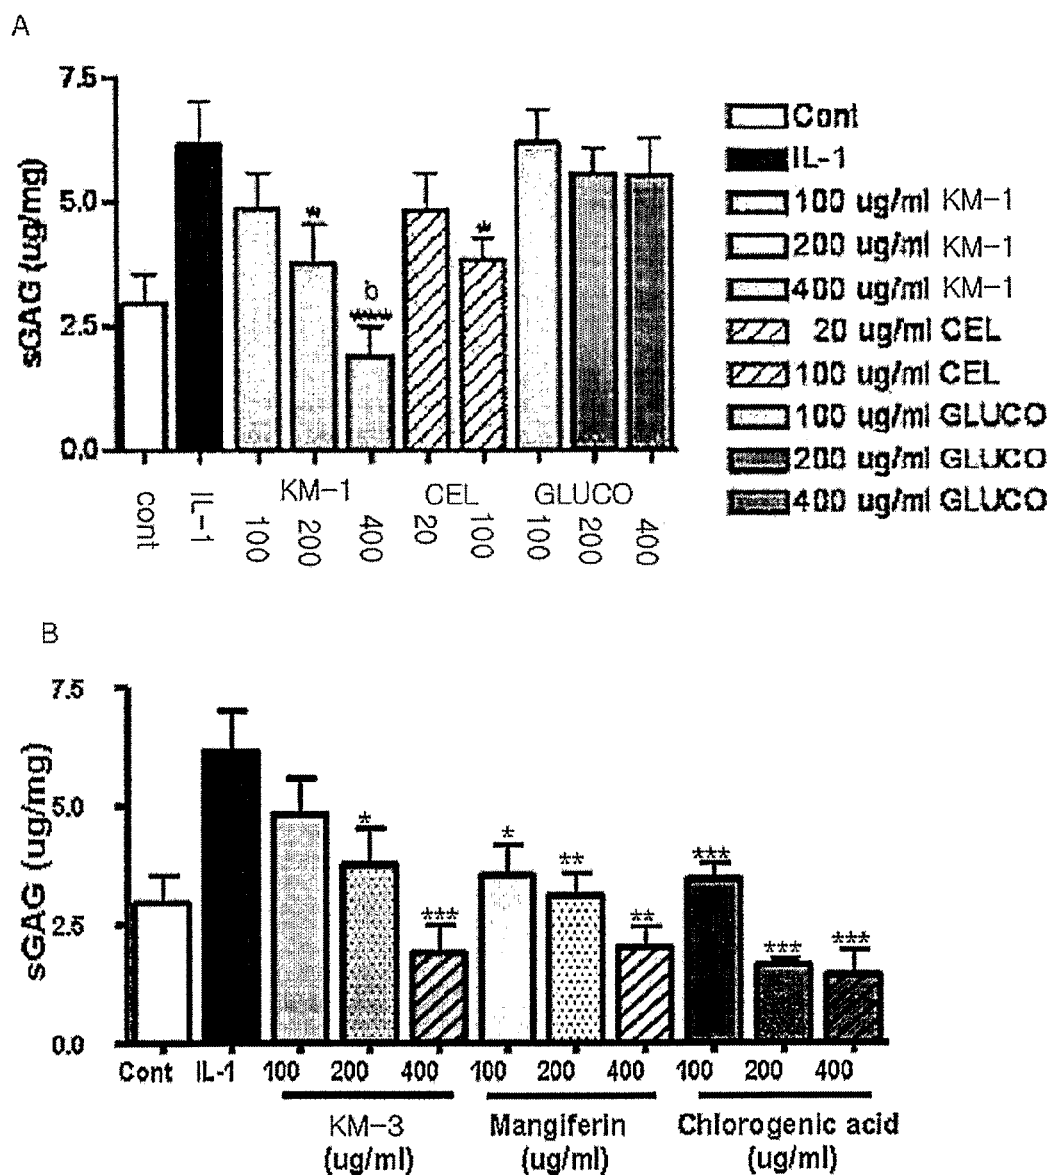 A
7.5
5.0
2.5
0.0
sGAG (ug/mg)
*
b
*
cont
IL-1
100
200
400
20
100
100
200
400
KM-1
CEL
GLUCO
Cont
IL-1
100 ug/ml KM-1
200 ug/ml KM-1
400 ug/ml KM-1
20 ug/ml CEL
100 ug/ml CEL
100 ug/ml GLUCO
200 ug/ml GLUCO
400 ug/ml GLUCO
B
7.5
5.0
2.5
0.0
sGAG (ug/mg)
*
***
*
**
**
***
***
***
Cont IL-1 100 200 400 100 200 400 100 200 400
KM-3 Mangiferin Chlorogenic acid
(ug/ml) (ug/ml) (ug/ml)